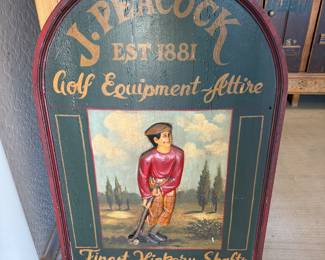 J. PEACOCK
EST 1881
Golf Equipment-Attire
Finest Hickory Shafts